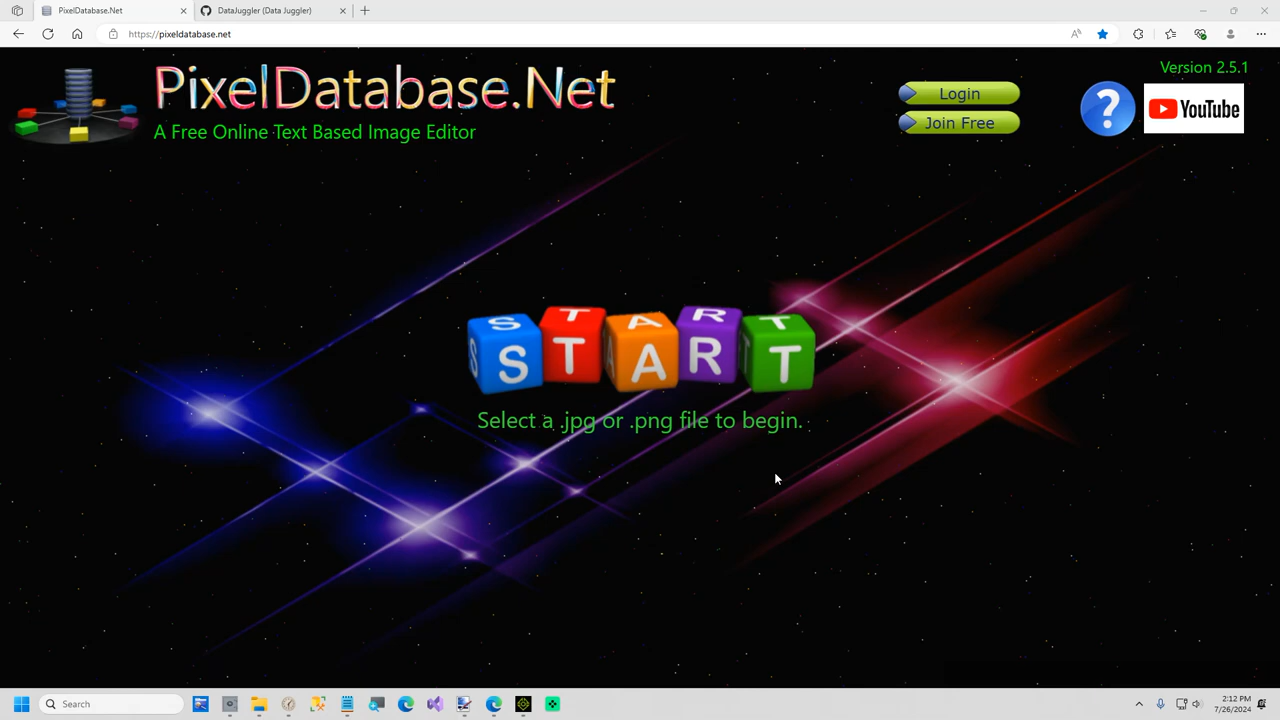 PixelDatabase.Net
DataJuggler (Data Juggler)
https://pixeldatabase.net
PixelDatabase.Net
A Free Online Text Based Image Editor
Login
Join Free
?
Version 2.5.1
YouTube
S T A R T
START
Select a .jpg or .png file to begin.
Search
2:12 PM
7/26/2024